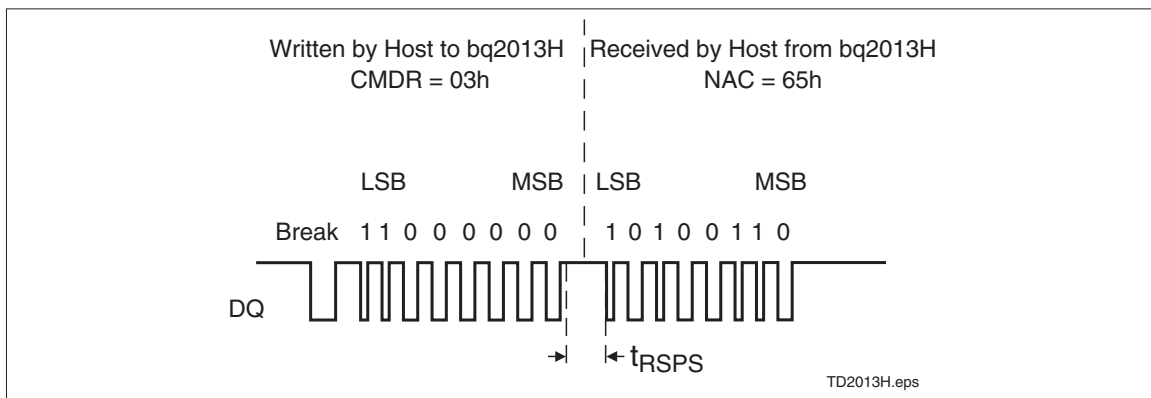 Written by Host to bq2013H
CMDR = 03h
Received by Host from bq2013H
NAC = 65h
LSB MSB LSB MSB
Break 1 1 0 0 0 0 0 0 1 0 1 0 0 1 1 0
DQ
tRSPS
TD2013H.eps